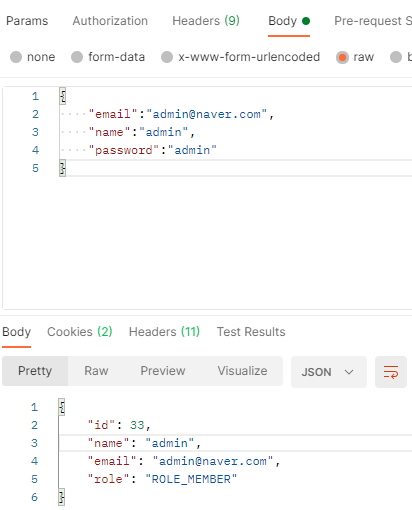 Params Authorization Headers (9) Body Pre-request S
none form-data x-www-form-urlencoded raw b
1 {
2 ····"email":"admin@naver.com",
3 ····"name":"admin",
4 ····"password":"admin"
5 }
Body Cookies (2) Headers (11) Test Results
Pretty Raw Preview Visualize JSON
1 {
2 "id": 33,
3 "name": "admin",
4 "email": "admin@naver.com",
5 "role": "ROLE_MEMBER"
6 }